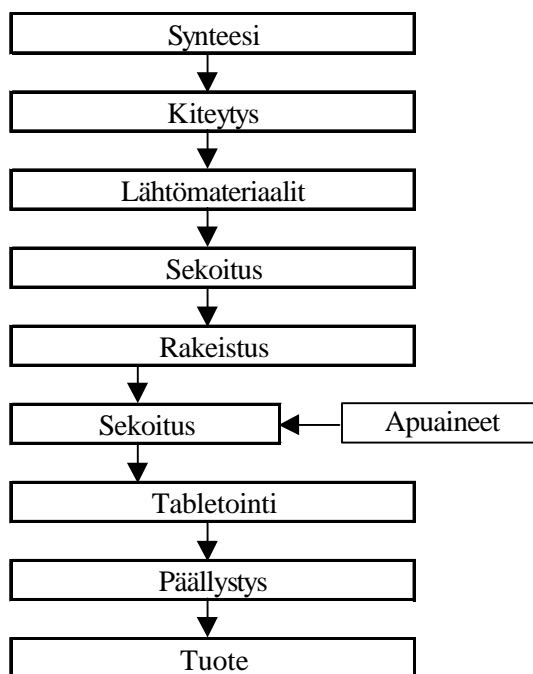 Synteesi
Kiteytys
Lähtömateriaalit
Sekoitus
Rakeistus
Sekoitus
Apuaineet
Tabletointi
Päällystys
Tuote